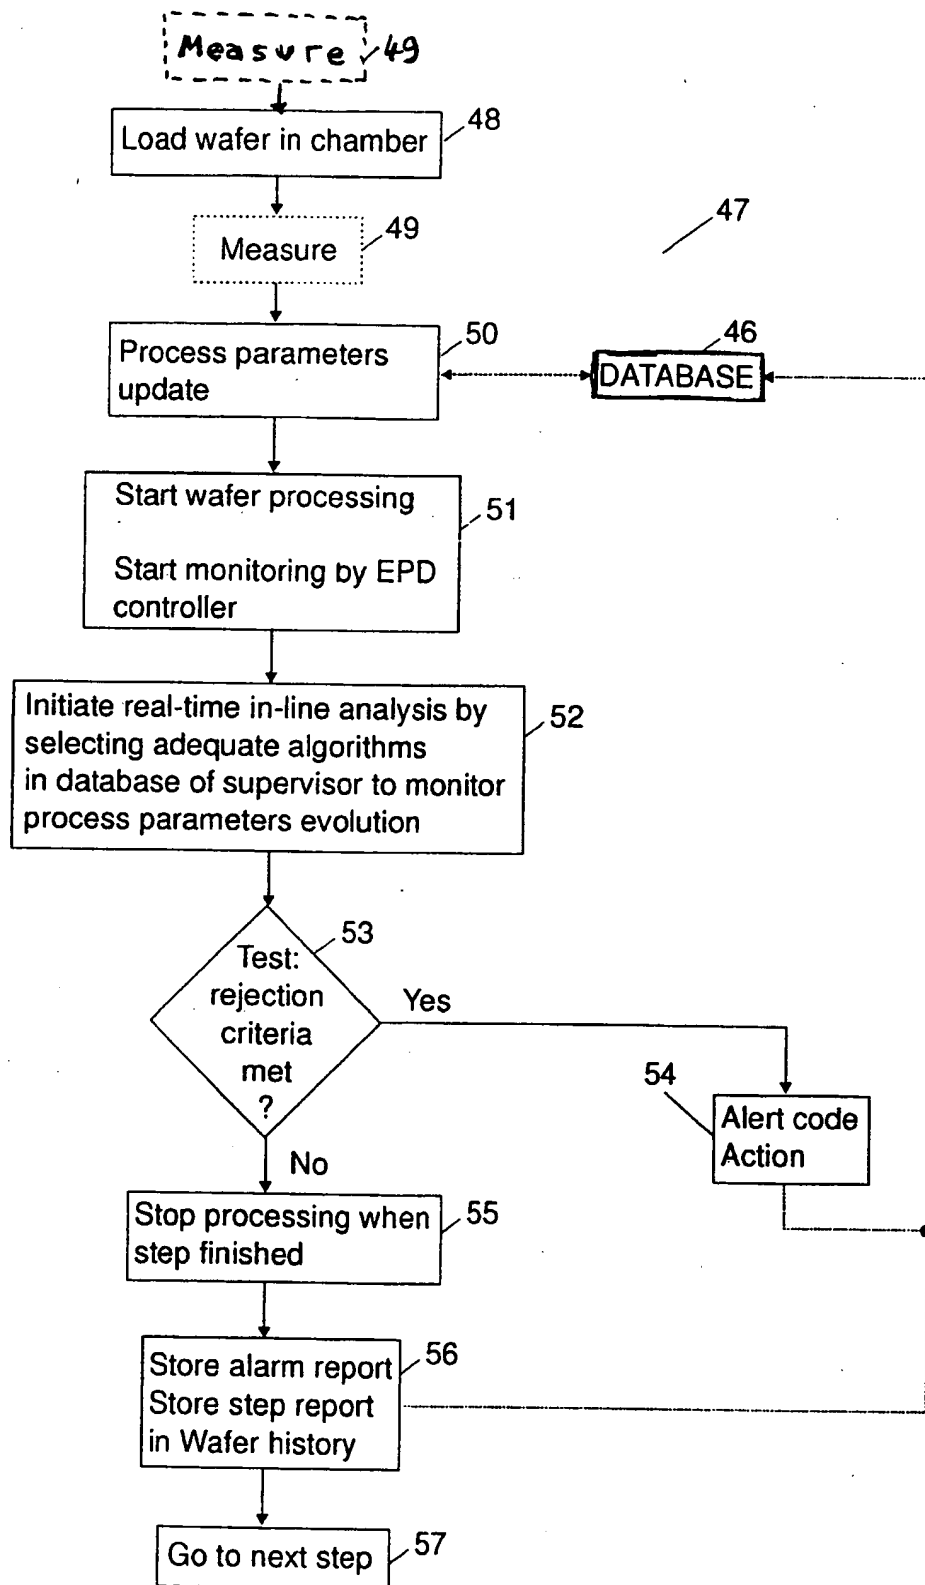 Measure 49
48
Load wafer in chamber
49
Measure
47
50
46
Process parameters
update
DATABASE
Start wafer processing
51
Start monitoring by EPD
controller
Initiate real-time in-line analysis by
selecting adequate algorithms
in database of supervisor to monitor
process parameters evolution
52
53
Test:
rejection
criteria
met
?
Yes
54
Alert code
Action
No
Stop processing when
step finished
55
56
Store alarm report
Store step report
in Wafer history
Go to next step
57